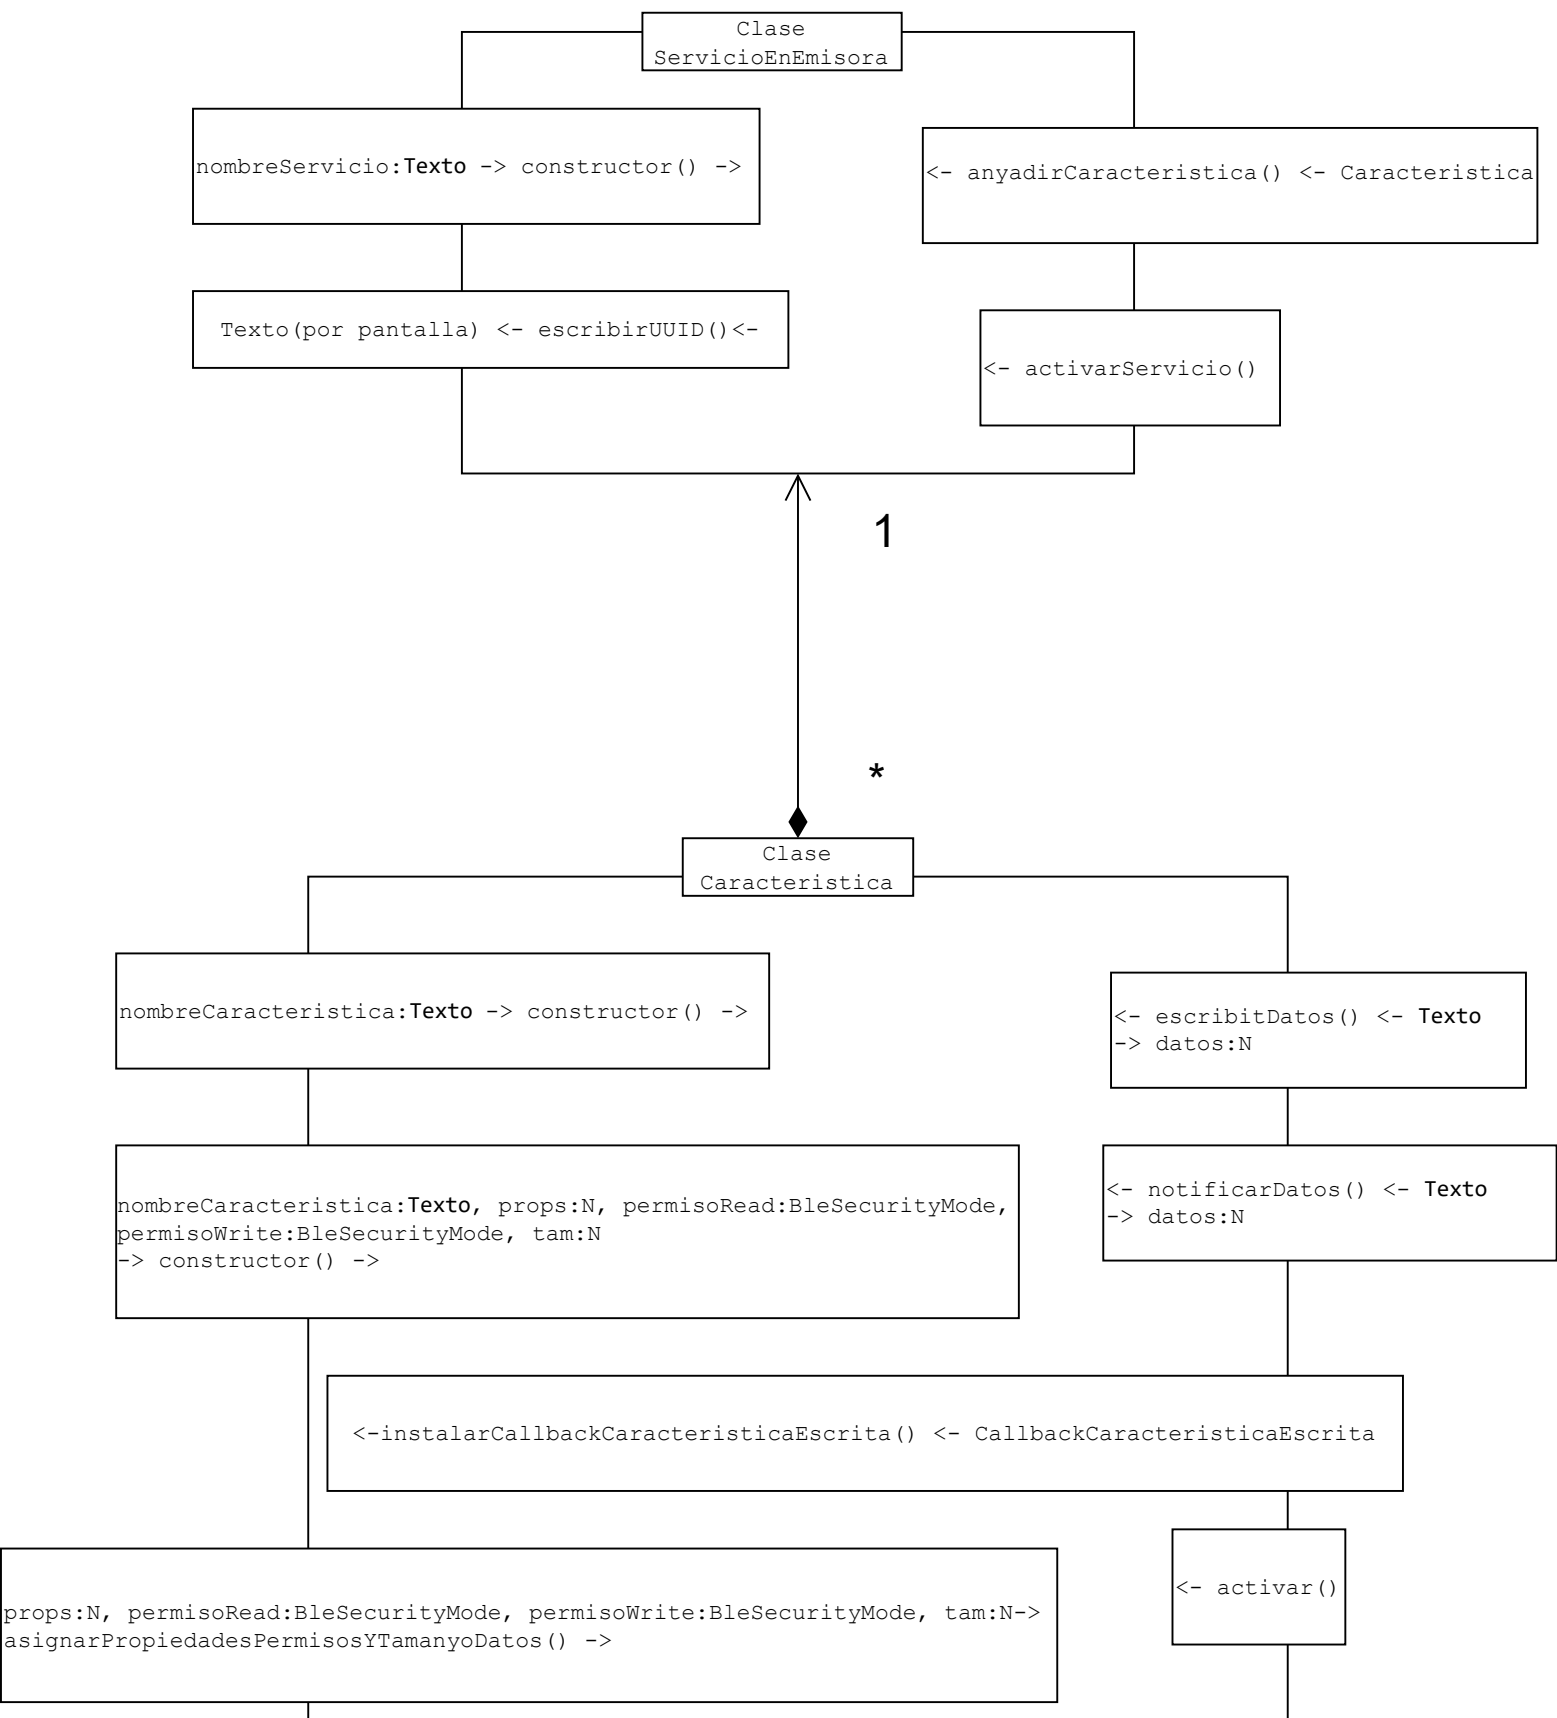 Clase
ServicioEnEmisora
nombreServicio:Texto -> constructor() ->
<- anyadirCaracteristica() <- Caracteristica
Texto(por pantalla) <- escribirUUID()<-
<- activarServicio()
1
*
Clase
Caracteristica
nombreCaracteristica:Texto -> constructor() ->
<- escribitDatos() <- Texto
-> datos:N
nombreCaracteristica:Texto, props:N, permisoRead:BleSecurityMode,
permisoWrite:BleSecurityMode, tam:N
-> constructor() ->
<- notificarDatos() <- Texto
-> datos:N
<-instalarCallbackCaracteristicaEscrita() <- CallbackCaracteristicaEscrita
<- activar()
props:N, permisoRead:BleSecurityMode, permisoWrite:BleSecurityMode, tam:N->
asignarPropiedadesPermisosYTamanyoDatos() ->